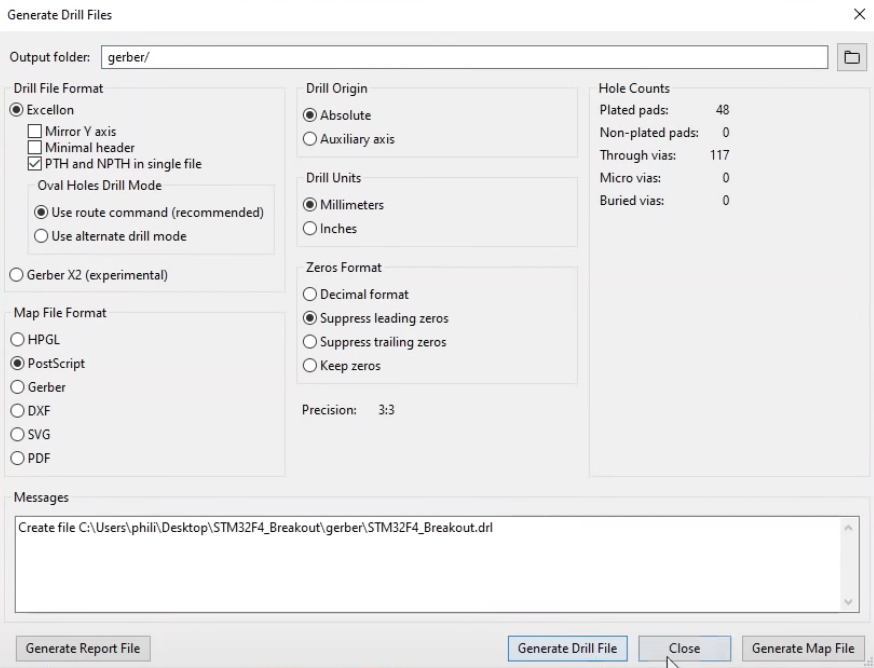 Generate Drill Files
Output folder: gerber/
Drill File Format
Excellon
Mirror Y axis
Minimal header
PTH and NPTH in single file
Oval Holes Drill Mode
Use route command (recommended)
Use alternate drill mode
Gerber X2 (experimental)
Map File Format
HPGL
PostScript
Gerber
DXF
SVG
PDF
Drill Origin
Absolute
Auxiliary axis
Drill Units
Millimeters
Inches
Zeros Format
Decimal format
Suppress leading zeros
Suppress trailing zeros
Keep zeros
Precision: 3:3
Hole Counts
Plated pads: 48
Non-plated pads: 0
Through vias: 117
Micro vias: 0
Buried vias: 0
Messages
Create file C:\Users\phili\Desktop\STM32F4_Breakout\gerber\STM32F4_Breakout.drl
Generate Report File
Generate Drill File
Close
Generate Map File